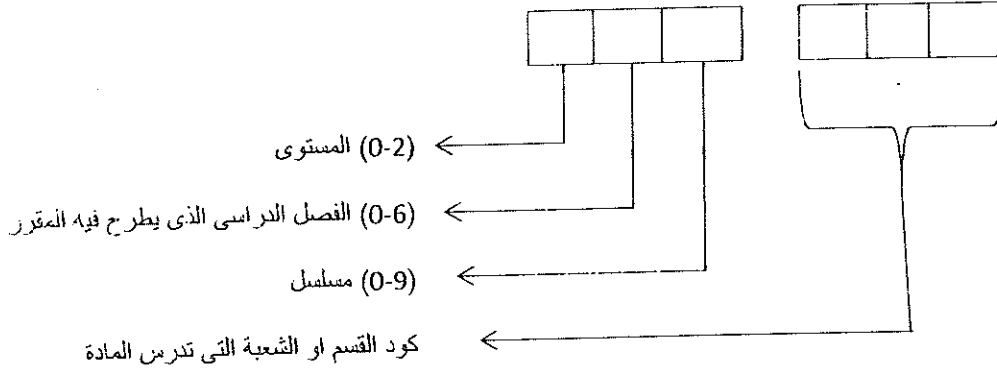 (0-2) المستوى
(0-6) الفصل الدراسى الذى يطرح فيه المقرر
(0-9) مسلسل
كود القسم او الشعبة التى تدرس المادة